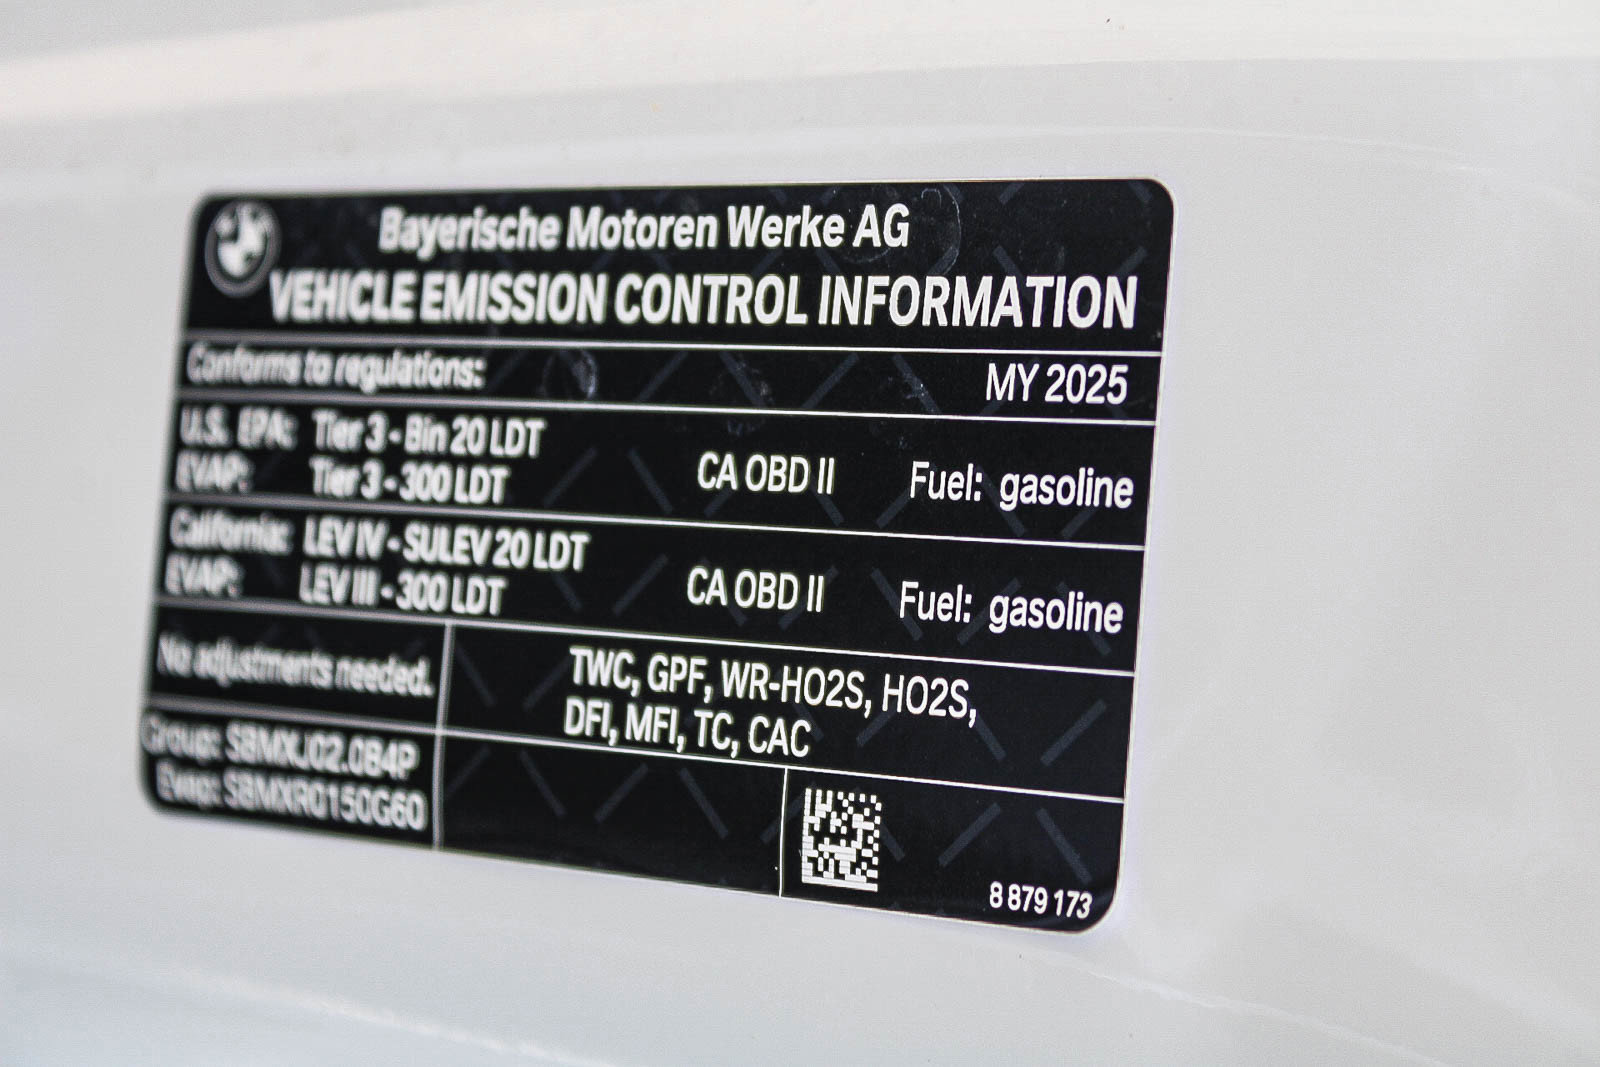 Bayerische Motoren Werke AG
VEHICLE EMISSION CONTROL INFORMATION
Conforms to regulations: MY 2025
U.S. EPA: Tier 3 - Bin 20 LDT
EVAP: Tier 3 - 300 LDT
CA OBD II Fuel: gasoline
California: LEV IV - SULEV 20 LDT
EVAP: LEV III - 300 LDT
CA OBD II Fuel: gasoline
No adjustments needed.
TWC, GPF, WR-HO2S, HO2S,
DFI, MFI, TC, CAC
Group: SBMXJ02.0B4P
Evap: SBMXR0150G60
8 879 173